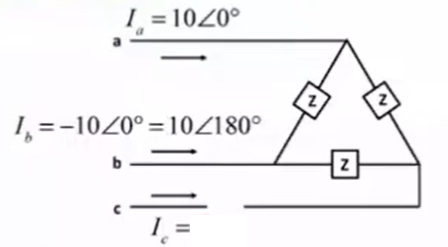 I_a = 10∠0°
a
Z Z
I_b = −10∠0° = 10∠180°
b
Z
c
I_c =